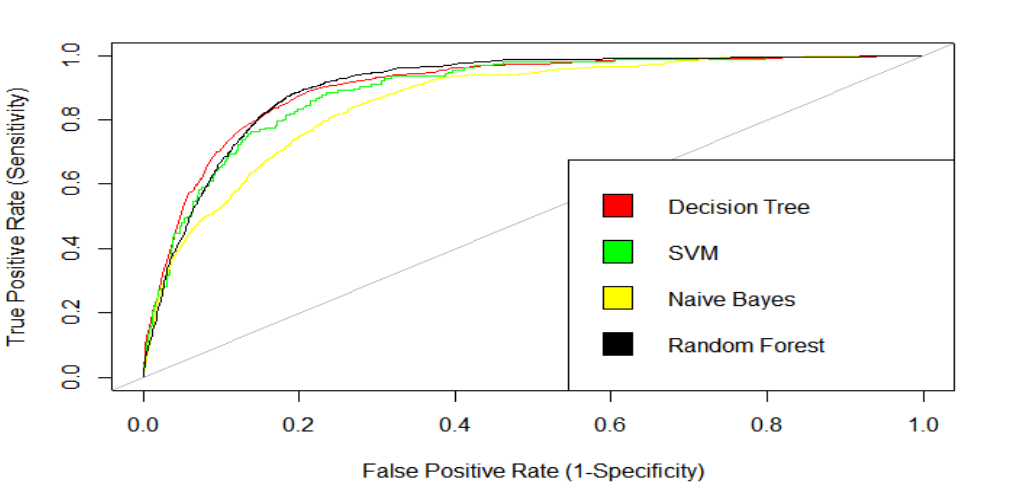 True Positive Rate (Sensitivity)
1.0
0.8
0.6
0.4
0.2
0.0
Decision Tree
SVM
Naive Bayes
Random Forest
0.0 0.2 0.4 0.6 0.8 1.0
False Positive Rate (1-Specificity)